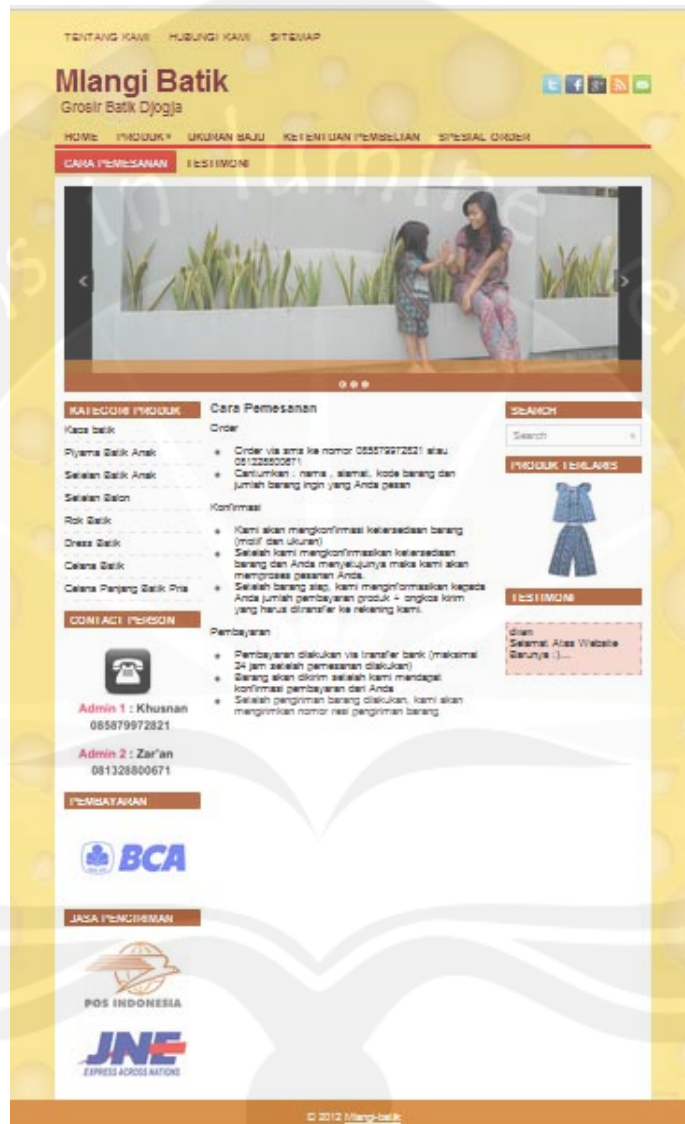 TENTANG KAMI HUBUNGI KAMI SITEMAP
Mlangi Batik
Grosir Batik Djogja
HOME PRODUK » UKURAN BAJU KETENTUAN PEMBELIAN SPESIAL ORDER
CARA PEMESANAN TESTIMONI
KATEGORI PRODUK
Kaos batik
Piyama Batik Anak
Setelan Batik Anak
Setelan Balon
Rok Batik
Dress Batik
Celana Batik
Celana Panjang Batik Pria
CONTACT PERSON
Admin 1 : Khusnan
085879972821
Admin 2 : Zar'an
081328800671
PEMBAYARAN
BCA
JASA PENGIRIMAN
POS INDONESIA
JNE
EXPRESS ACROSS NATIONS
Cara Pemesanan
Order
Order via sms ke nomor 085879972821 atau
081328800671
Cantumkan : nama , alamat, kode barang dan
jumlah barang ingin yang Anda pesan
Konfirmasi
Kami akan mengkonfirmasi ketersediaan barang
(motif dan ukuran)
Setelah kami mengkonfirmasikan ketersediaan
barang dan Anda menyetujunya maka kami akan
memproses pesanan Anda.
Setelah barang siap, kami menginformasikan kepada
Anda jumlah pembayaran produk + ongkos kirim
yang harus ditransfer ke rekening kami.
Pembayaran
Pembayaran dilakukan via transfer bank (maksimal
24 jam setelah pemesanan dilakukan)
Barang akan dikirim setelah kami mendapat
konfirmasi pembayaran dari Anda
Setelah pengiriman barang dilakukan, kami akan
mengirimkan nomor resi pengiriman barang
SEARCH
Search
PRODUK TERLARIS
TESTIMONI
Selamat Atas Website
Barunya :)...
© 2012 Mlangi-batik
in lumine